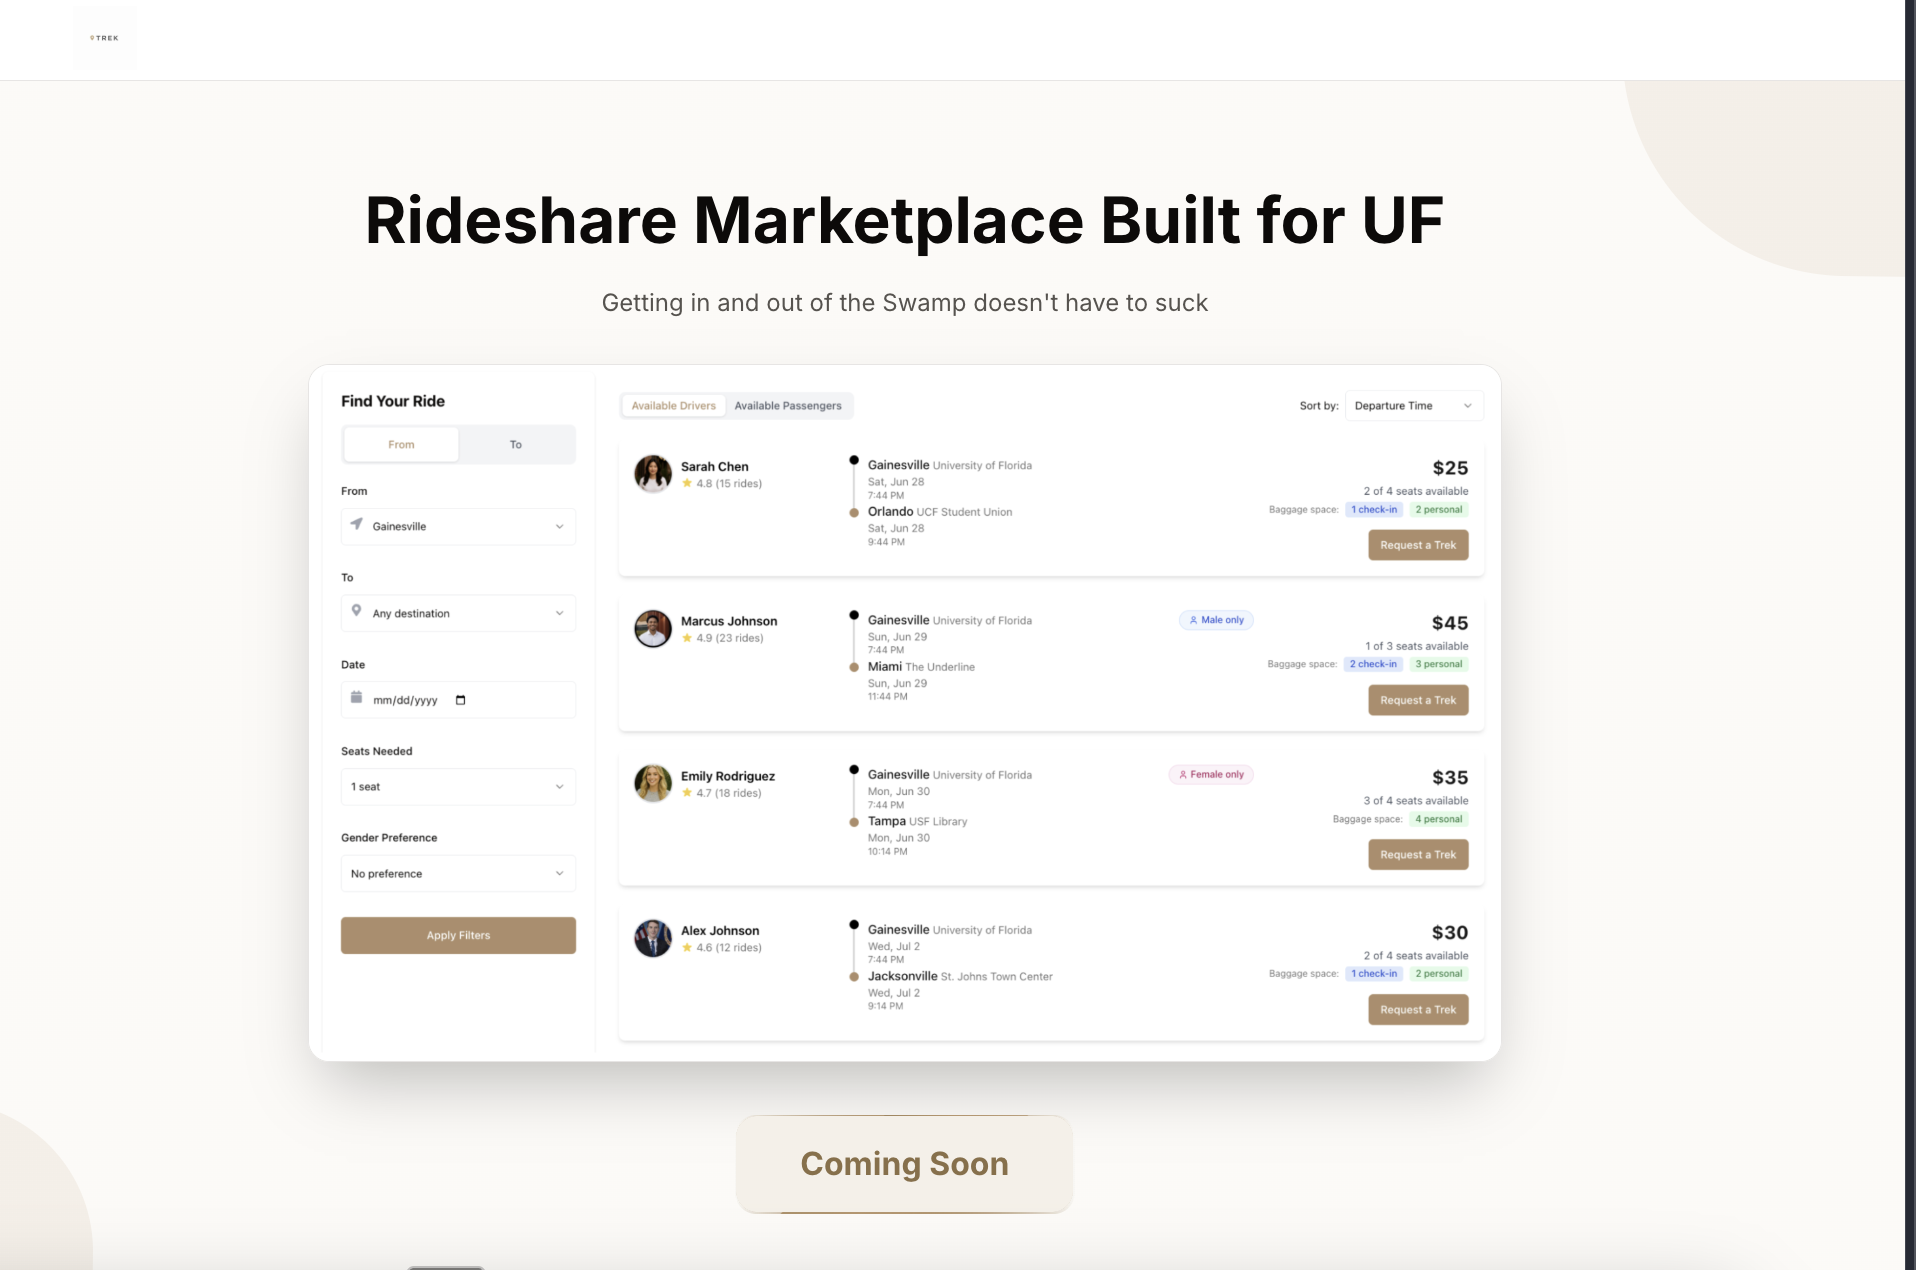 TREK
Rideshare Marketplace Built for UF
Getting in and out of the Swamp doesn't have to suck
Find Your Ride
From
To
From
Gainesville
To
Any destination
Date
mm/dd/yyyy
Seats Needed
1 seat
Gender Preference
No preference
Apply Filters
Available Drivers
Available Passengers
Sort by:
Departure Time
Sarah Chen
4.8 (15 rides)
Gainesville University of Florida
Sat, Jun 28
7:44 PM
Orlando UCF Student Union
Sat, Jun 28
9:44 PM
$25
2 of 4 seats available
Baggage space: 1 check-in 2 personal
Request a Trek
Marcus Johnson
4.9 (23 rides)
Gainesville University of Florida
Sun, Jun 29
7:44 PM
Miami The Underline
Sun, Jun 29
11:44 PM
Male only
$45
1 of 3 seats available
Baggage space: 2 check-in 3 personal
Request a Trek
Emily Rodriguez
4.7 (18 rides)
Gainesville University of Florida
Mon, Jun 30
7:44 PM
Tampa USF Library
Mon, Jun 30
10:14 PM
Female only
$35
3 of 4 seats available
Baggage space: 4 personal
Request a Trek
Alex Johnson
4.6 (12 rides)
Gainesville University of Florida
Wed, Jul 2
7:44 PM
Jacksonville St. Johns Town Center
Wed, Jul 2
9:14 PM
$30
2 of 4 seats available
Baggage space: 1 check-in 2 personal
Request a Trek
Coming Soon